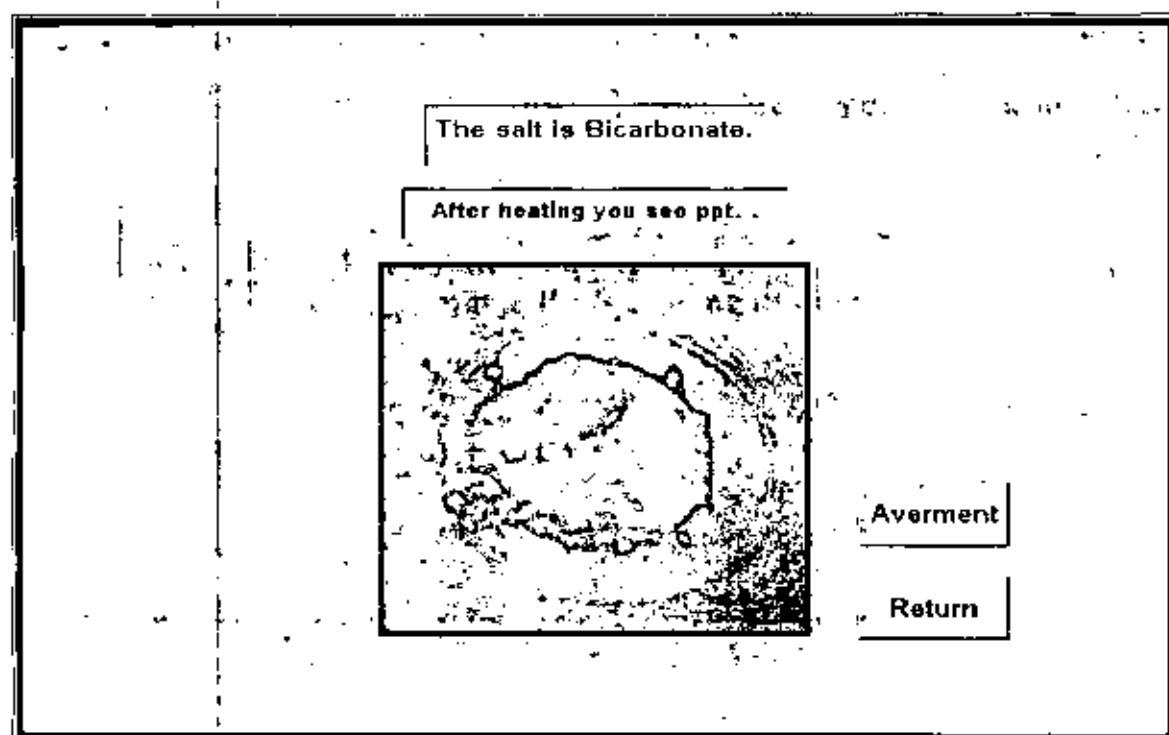 The salt is Bicarbonate.
After heating you see ppt. .
Averment
Return